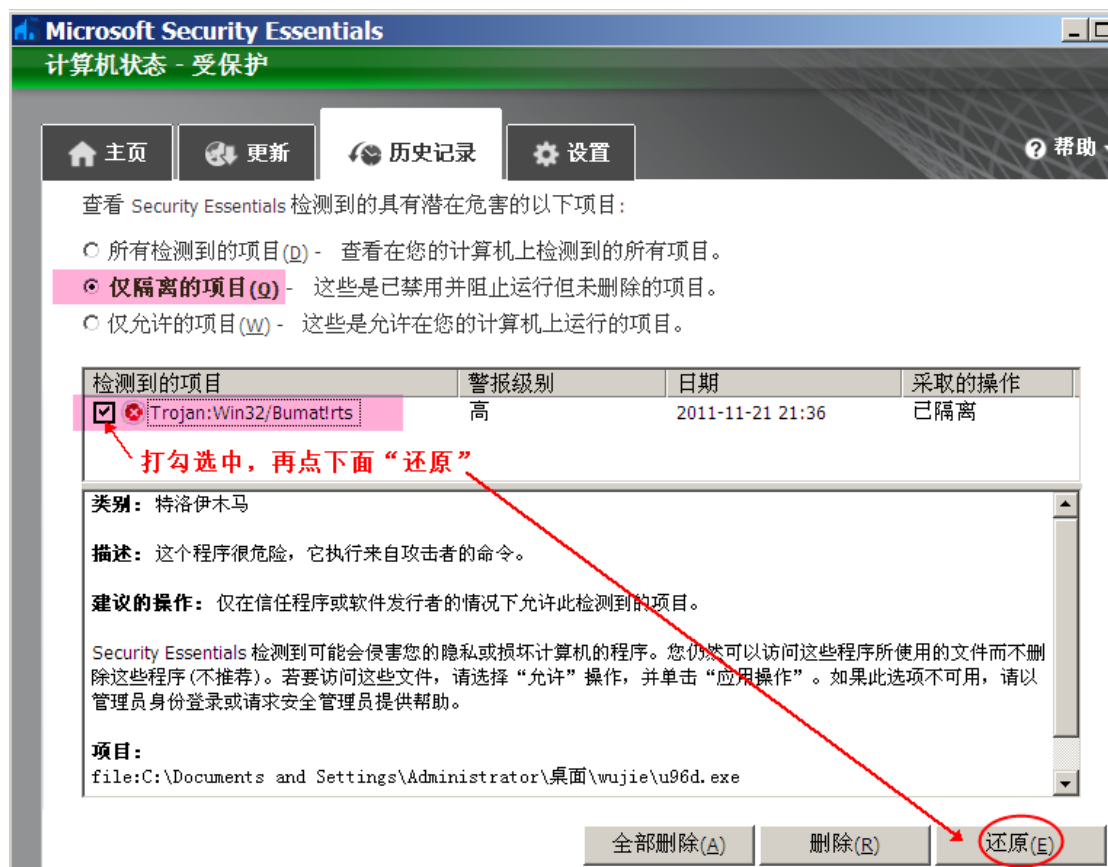 Microsoft Security Essentials
计算机状态 - 受保护
主页 更新 历史记录 设置 帮助
查看 Security Essentials 检测到的具有潜在危害的以下项目:
所有检测到的项目(D) - 查看在您的计算机上检测到的所有项目。
仅隔离的项目(Q) - 这些是已禁用并阻止运行但未删除的项目。
仅允许的项目(W) - 这些是允许在您的计算机上运行的项目。
检测到的项目 警报级别 日期 采取的操作
Trojan:Win32/Bumat!rts 高 2011-11-21 21:36 已隔离
打勾选中，再点下面“还原”
类别: 特洛伊木马
描述: 这个程序很危险，它执行来自攻击者的命令。
建议的操作: 仅在信任程序或软件发行者的情况下允许此检测到的项目。
Security Essentials 检测到可能会侵害您的隐私或损坏计算机的程序。您仍然可以访问这些程序所使用的文件而不删
除这些程序(不推荐)。若要访问这些文件，请选择“允许”操作，并单击“应用操作”。如果此选项不可用，请以
管理员身份登录或请求安全管理员提供帮助。
项目:
file:C:\Documents and Settings\Administrator\桌面\wujie\u96d.exe
全部删除(A) 删除(R) 还原(E)